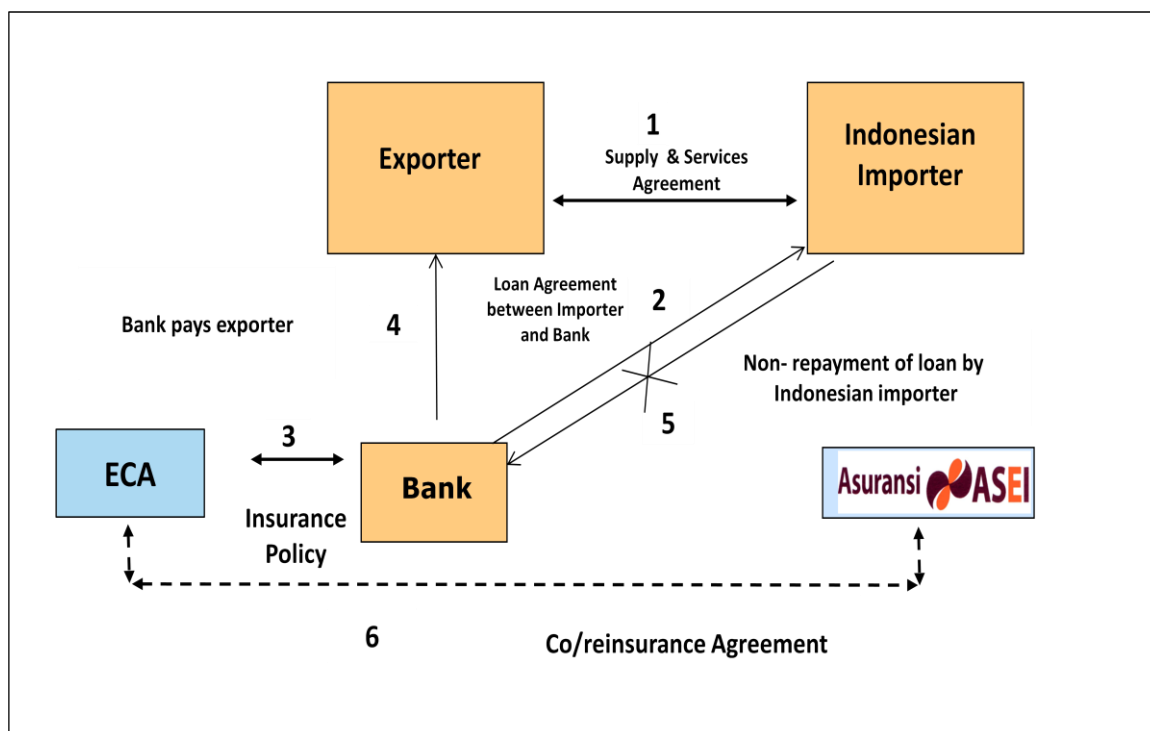 1
Supply & Services
Agreement
Exporter
Indonesian
Importer
Loan Agreement
between Importer
and Bank
2
Bank pays exporter
4
Non- repayment of loan by
Indonesian importer
5
3
ECA
Bank
Asuransi ASEI
Insurance
Policy
6
Co/reinsurance Agreement